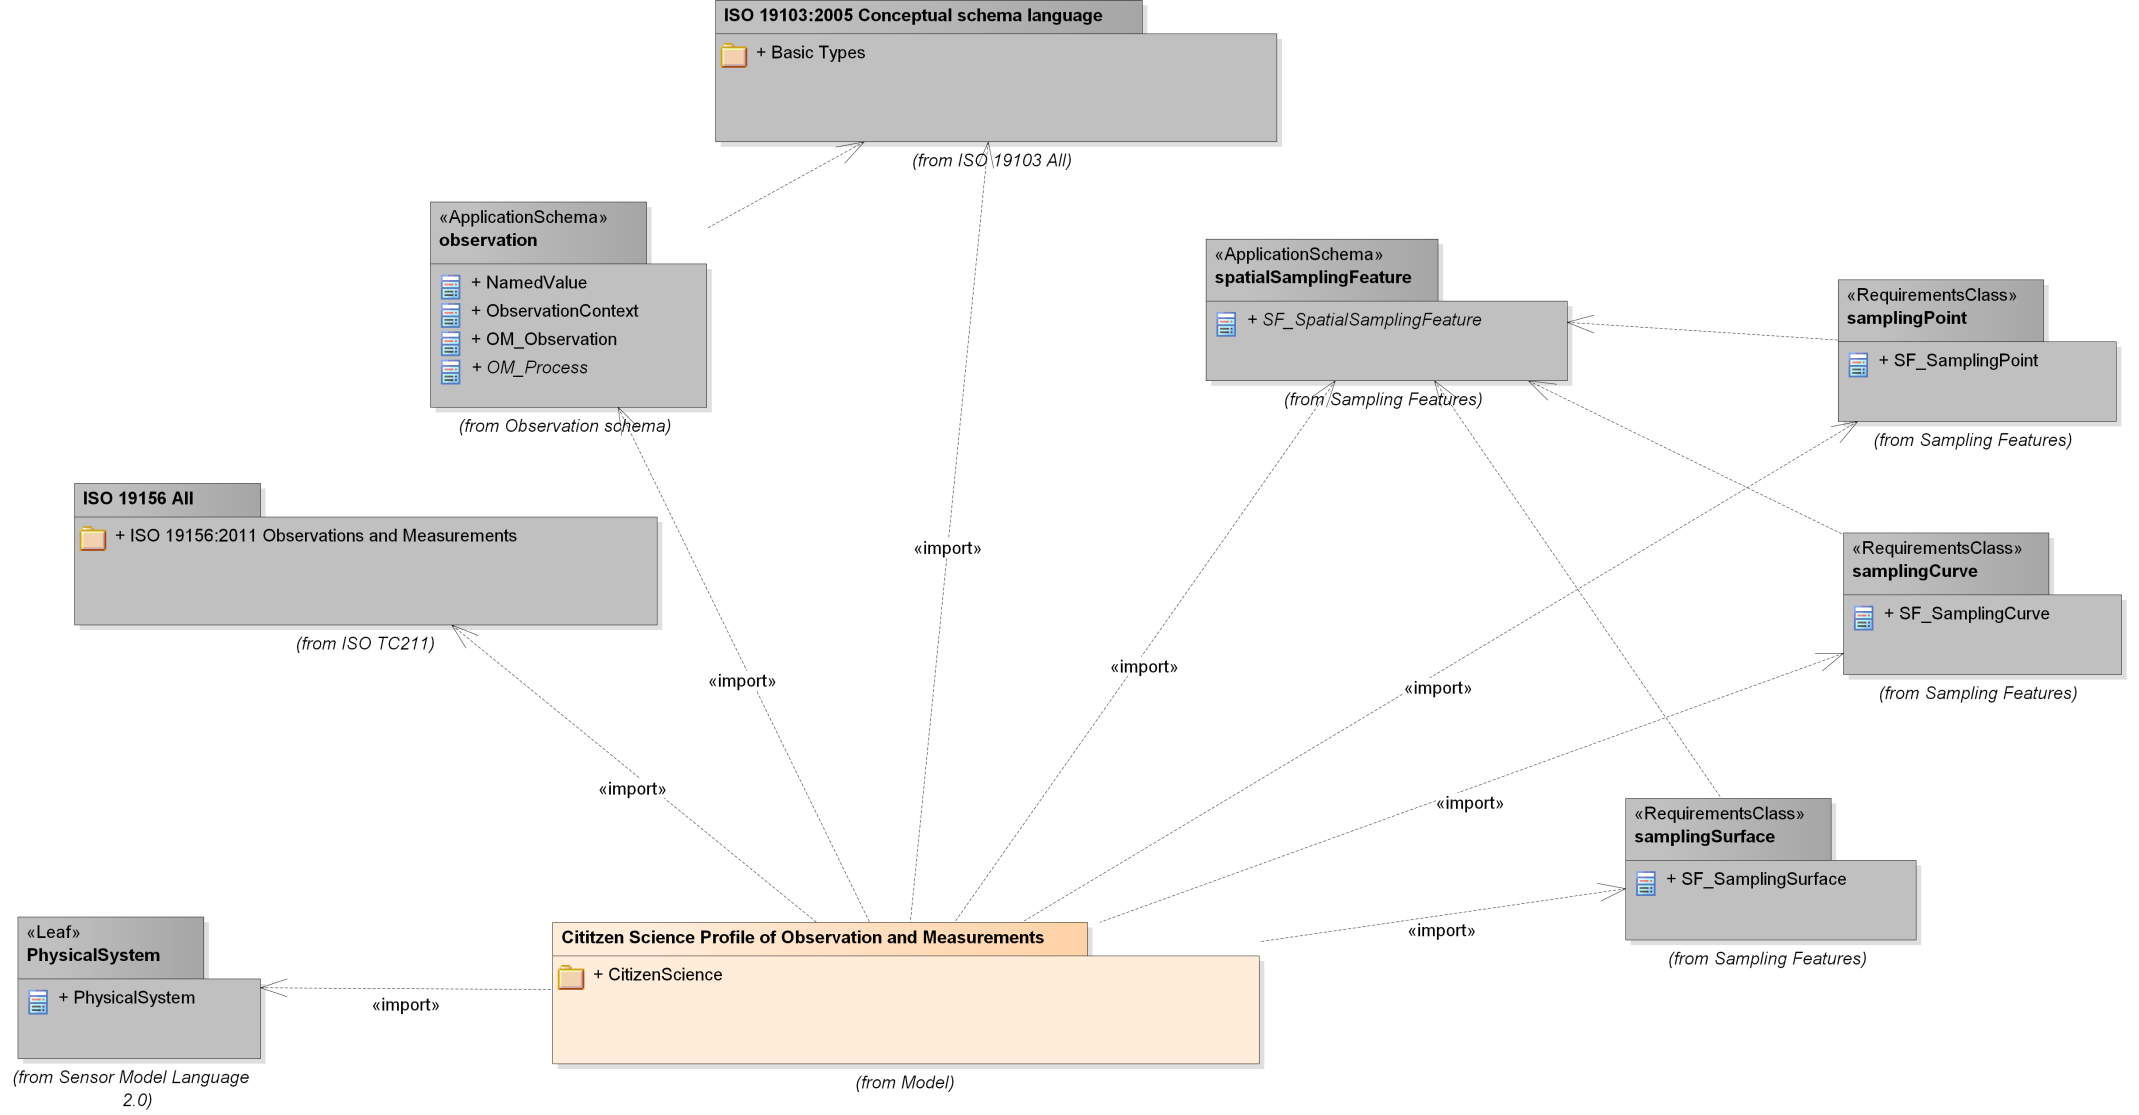 ISO 19103:2005 Conceptual schema language
+ Basic Types
(from ISO 19103 All)
«ApplicationSchema»
observation
+ NamedValue
+ ObservationContext
+ OM_Observation
+ OM_Process
(from Observation schema)
«ApplicationSchema»
spatialSamplingFeature
+ SF_SpatialSamplingFeature
(from Sampling Features)
«RequirementsClass»
samplingPoint
+ SF_SamplingPoint
(from Sampling Features)
ISO 19156 All
+ ISO 19156:2011 Observations and Measurements
(from ISO TC211)
«RequirementsClass»
samplingCurve
+ SF_SamplingCurve
(from Sampling Features)
«import»
«import»
«import»
«import»
«import»
«import»
«RequirementsClass»
samplingSurface
+ SF_SamplingSurface
(from Sampling Features)
«import»
«Leaf»
PhysicalSystem
+ PhysicalSystem
(from Sensor Model Language
2.0)
«import»
Cititzen Science Profile of Observation and Measurements
+ CitizenScience
(from Model)